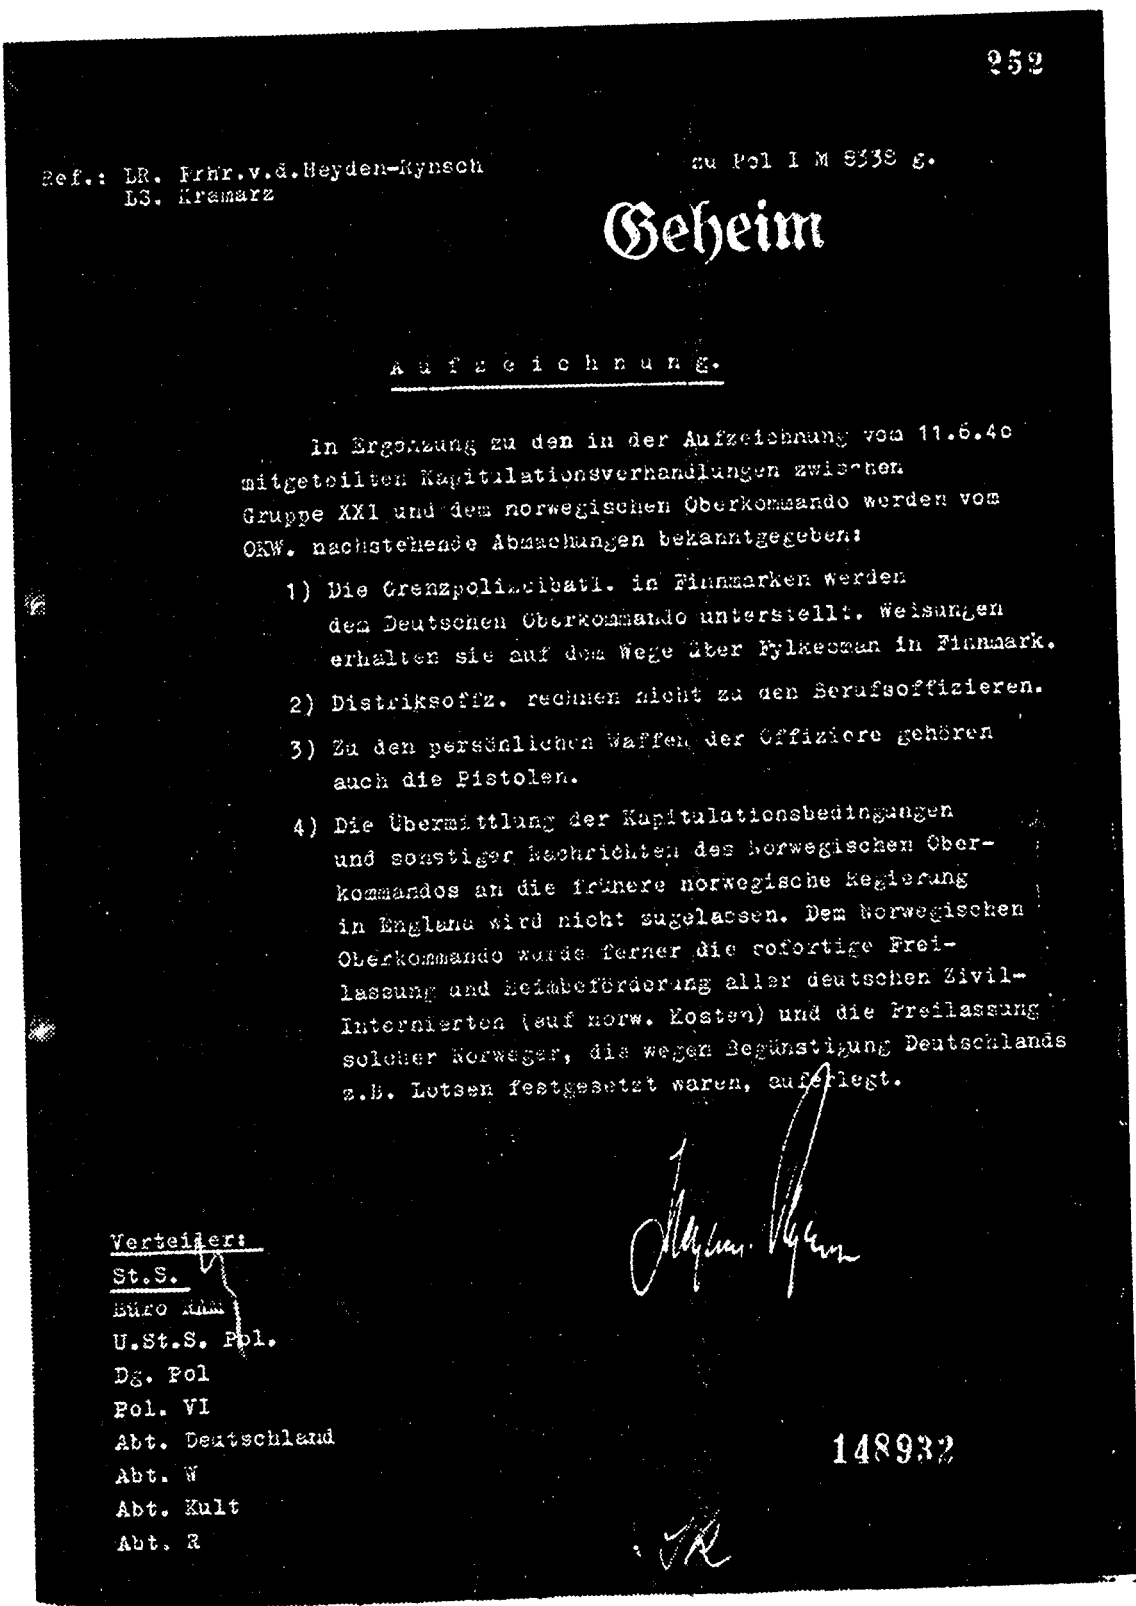 252
Ref.: LR. Frhr.v.d.Heyden-Rynsch
zu Pol I M 8338 g.
LS. Kramarz
Geheim
Aufzeichnung.
In Ergänzung zu den in der Aufzeichnung vom 11.6.40
mitgeteilten Kapitulationsverhandlungen zwischen
Gruppe XXI und dem norwegischen Oberkommando werden vom
OKW. nachstehende Abmachungen bekanntgegeben:
1) Die Grenzpolizeibatl. in Finnmarken werden
dem Deutschen Oberkommando unterstellt. Weisungen
erhalten sie auf dem Wege über Fylkesman in Finnmark.
2) Distriksoffz. rechnen nicht zu den Berufsoffizieren.
3) Zu den persönlichen Waffen der Offiziere gehören
auch die Pistolen.
4) Die Übermittlung der Kapitulationsbedingungen
und sonstiger Nachrichten des Norwegischen Ober-
kommandos an die frühere norwegische Regierung
in England wird nicht zugelassen. Dem Norwegischen
Oberkommando wurde ferner die sofortige Frei-
lassung und Heimbeförderung aller deutschen Zivil-
Internierten (auf norw. Kosten) und die Freilassung
solcher Norweger, die wegen Begünstigung Deutschlands
z.B. Lotsen festgesetzt waren, auferlegt.
Verteiler:
St.S.
Büro RAM
U.St.S. Pol.
Dg. Pol
Pol. VI
Abt. Deutschland
Abt. W
Abt. Kult
Abt. R
148932